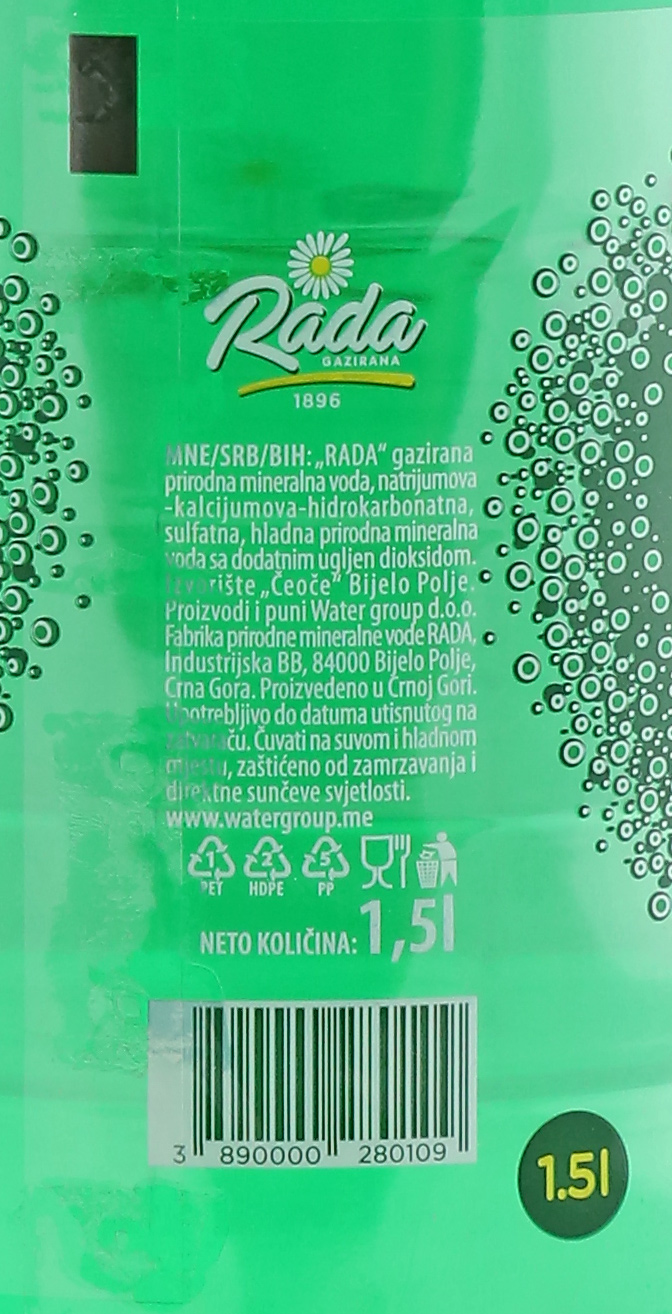 Rada
GAZIRANA
1896
MNE/SRB/BIH: „RADA“ gazirana
prirodna mineralna voda, natrijumova
-kalcijumova-hidrokarbonatna,
sulfatna, hladna prirodna mineralna
voda sa dodatnim ugljen dioksidom.
Izvorište „Čeoče“ Bijelo Polje.
Proizvodi i puni Water group d.o.o.
Fabrika prirodne mineralne vode RADA,
Industrijska BB, 84000 Bijelo Polje,
Crna Gora. Proizvedeno u Crnoj Gori.
Upotrebljivo do datuma utisnutog na
zatvaraču. Čuvati na suvom i hladnom
mjestu, zaštićeno od zamrzavanja i
direktne sunčeve svjetlosti.
www.watergroup.me
1 2 5
PET HDPE PP
NETO KOLIČINA: 1,5l
3 890000 280109
1.5l